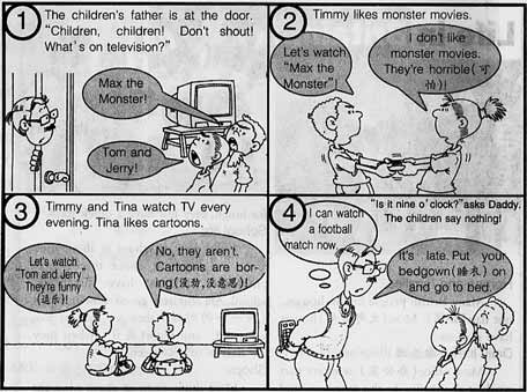 1
The children's father is at the door.
"Children, children! Don't shout!
What's on television?"
Max the
Monster!
Tom and
Jerry!
2
Timmy likes monster movies.
Let's watch
"Max the
Monster"!
I don't like
monster movies.
They're horrible(可
怕)!
3
Timmy and Tina watch TV every
evening. Tina likes cartoons.
Let's watch
"Tom and Jerry".
They're funny
(逗乐)!
No, they aren't.
Cartoons are bor-
ing(没劲,没意思)!
4
"Is it nine o'clock?"asks Daddy.
The children say nothing!
I can watch
a football
match now.
It's late. Put your
bedgown(睡衣) on
and go to bed.